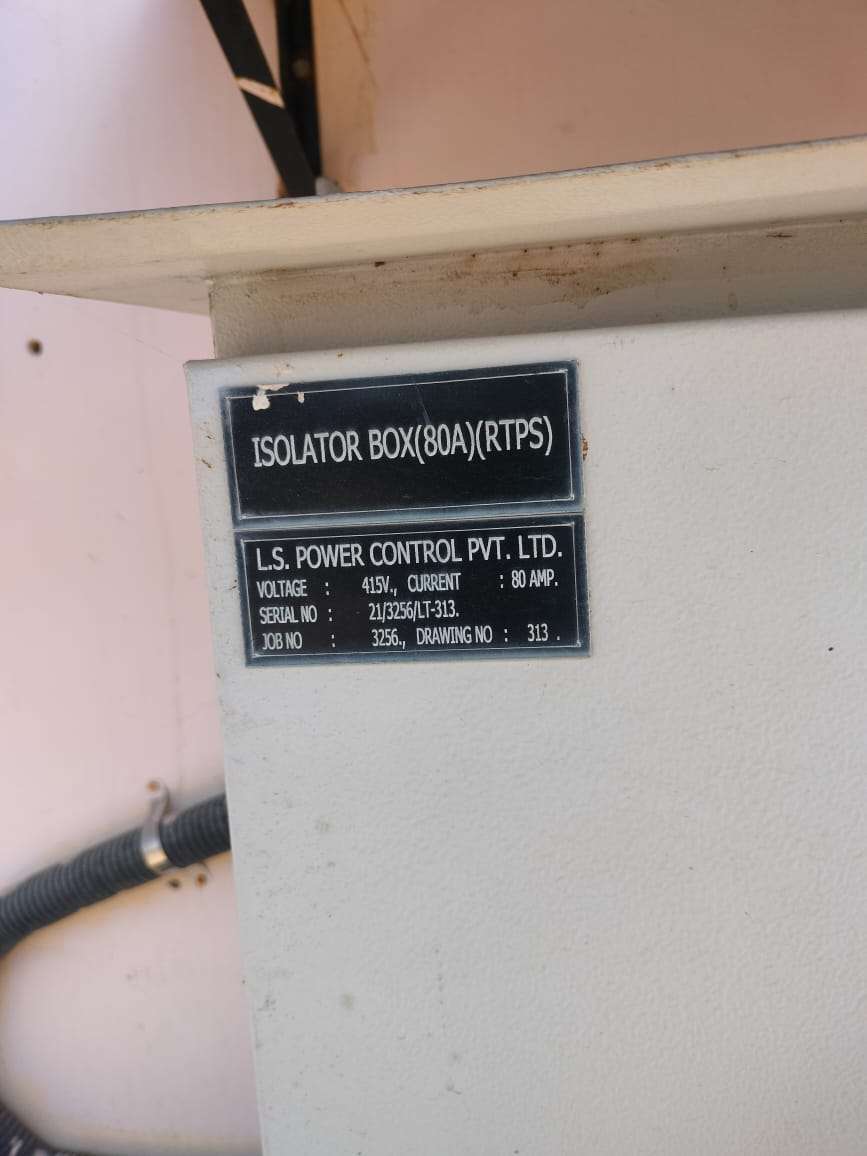 ISOLATOR BOX(80A)(RTPS)
L.S. POWER CONTROL PVT. LTD.
VOLTAGE : 415V., CURRENT : 80 AMP.
SERIAL NO : 21/3256/LT-313.
JOB NO : 3256., DRAWING NO : 313 .